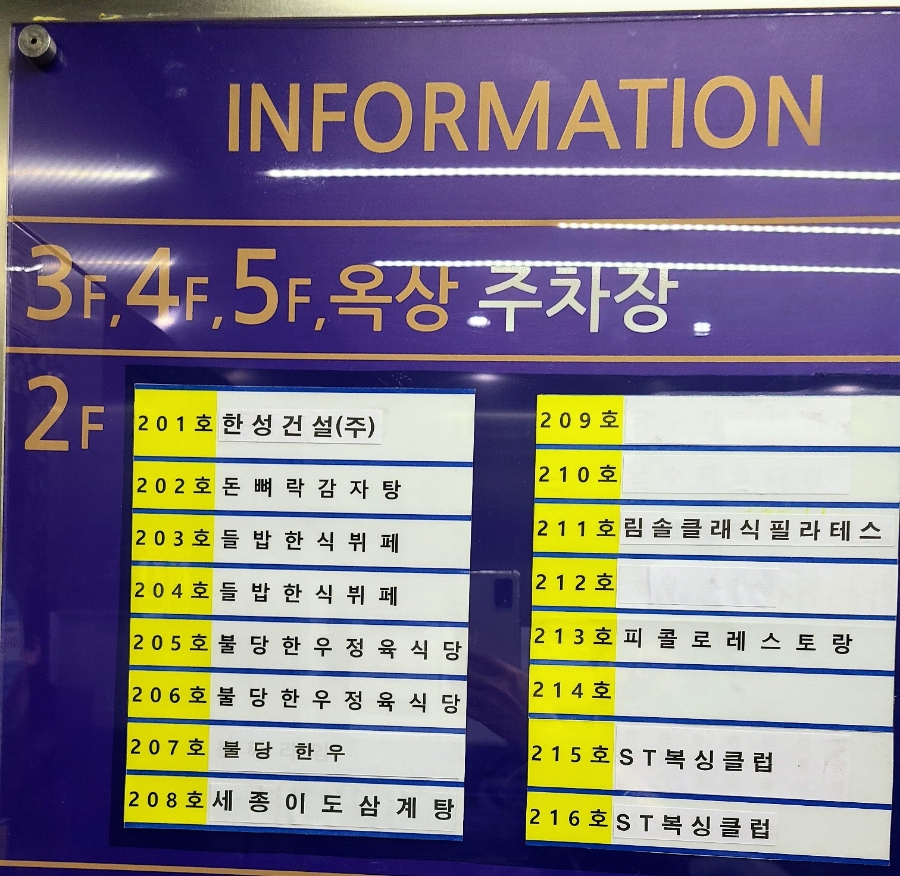 INFORMATION
3F,4F,5F,옥상 주차장
2F
201호 한성건설(주)
202호 돈뼈락감자탕
203호 들밥한식뷔페
204호 들밥한식뷔페
205호 불당한우정육식당
206호 불당한우정육식당
207호 불당 한우
208호 세종이도삼계탕
209호
210호
211호 림솔클래식필라테스
212호
213호 피콜로레스토랑
214호
215호 ST복싱클럽
216호 ST복싱클럽